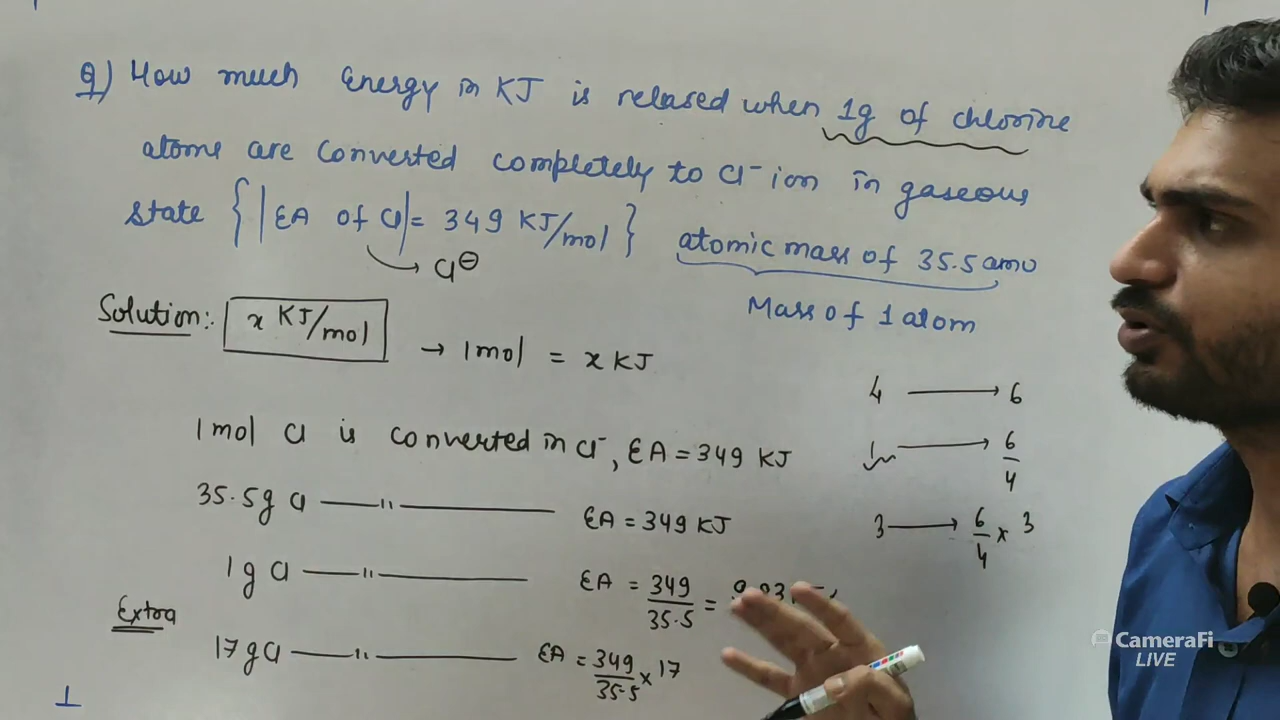 Q) How much Energy in KJ is relased when 1g of chlorine
atoms are converted completely to Cl⁻ ion in gaseous
state { |EA of Cl| = 349 KJ/mol } atomic mass of 35.5 amu
→ Cl⊖
Mass of 1 atom
Solution:. x KJ/mol → 1mol = x KJ
4 → 6
1 → 6/4
3 → 6/4 × 3
1mol Cl is converted in Cl⁻, EA = 349 KJ
35.5g Cl —"— EA = 349 KJ
1g Cl —"— EA = 349/35.5 =
Extra
17g Cl —"— EA = 349/35.5 × 17
1
CameraFi
LIVE